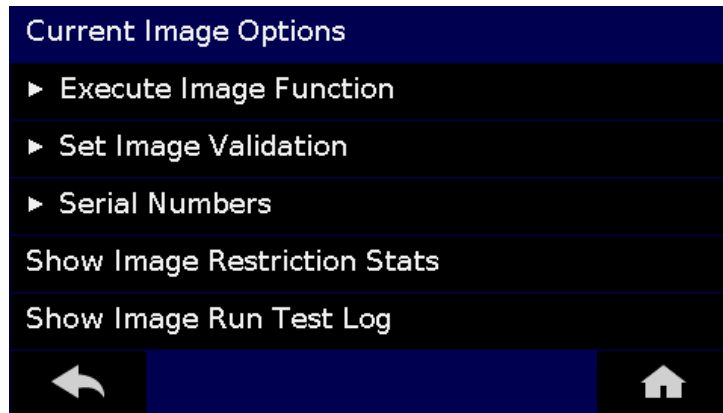 Current Image Options
► Execute Image Function
► Set Image Validation
► Serial Numbers
Show Image Restriction Stats
Show Image Run Test Log